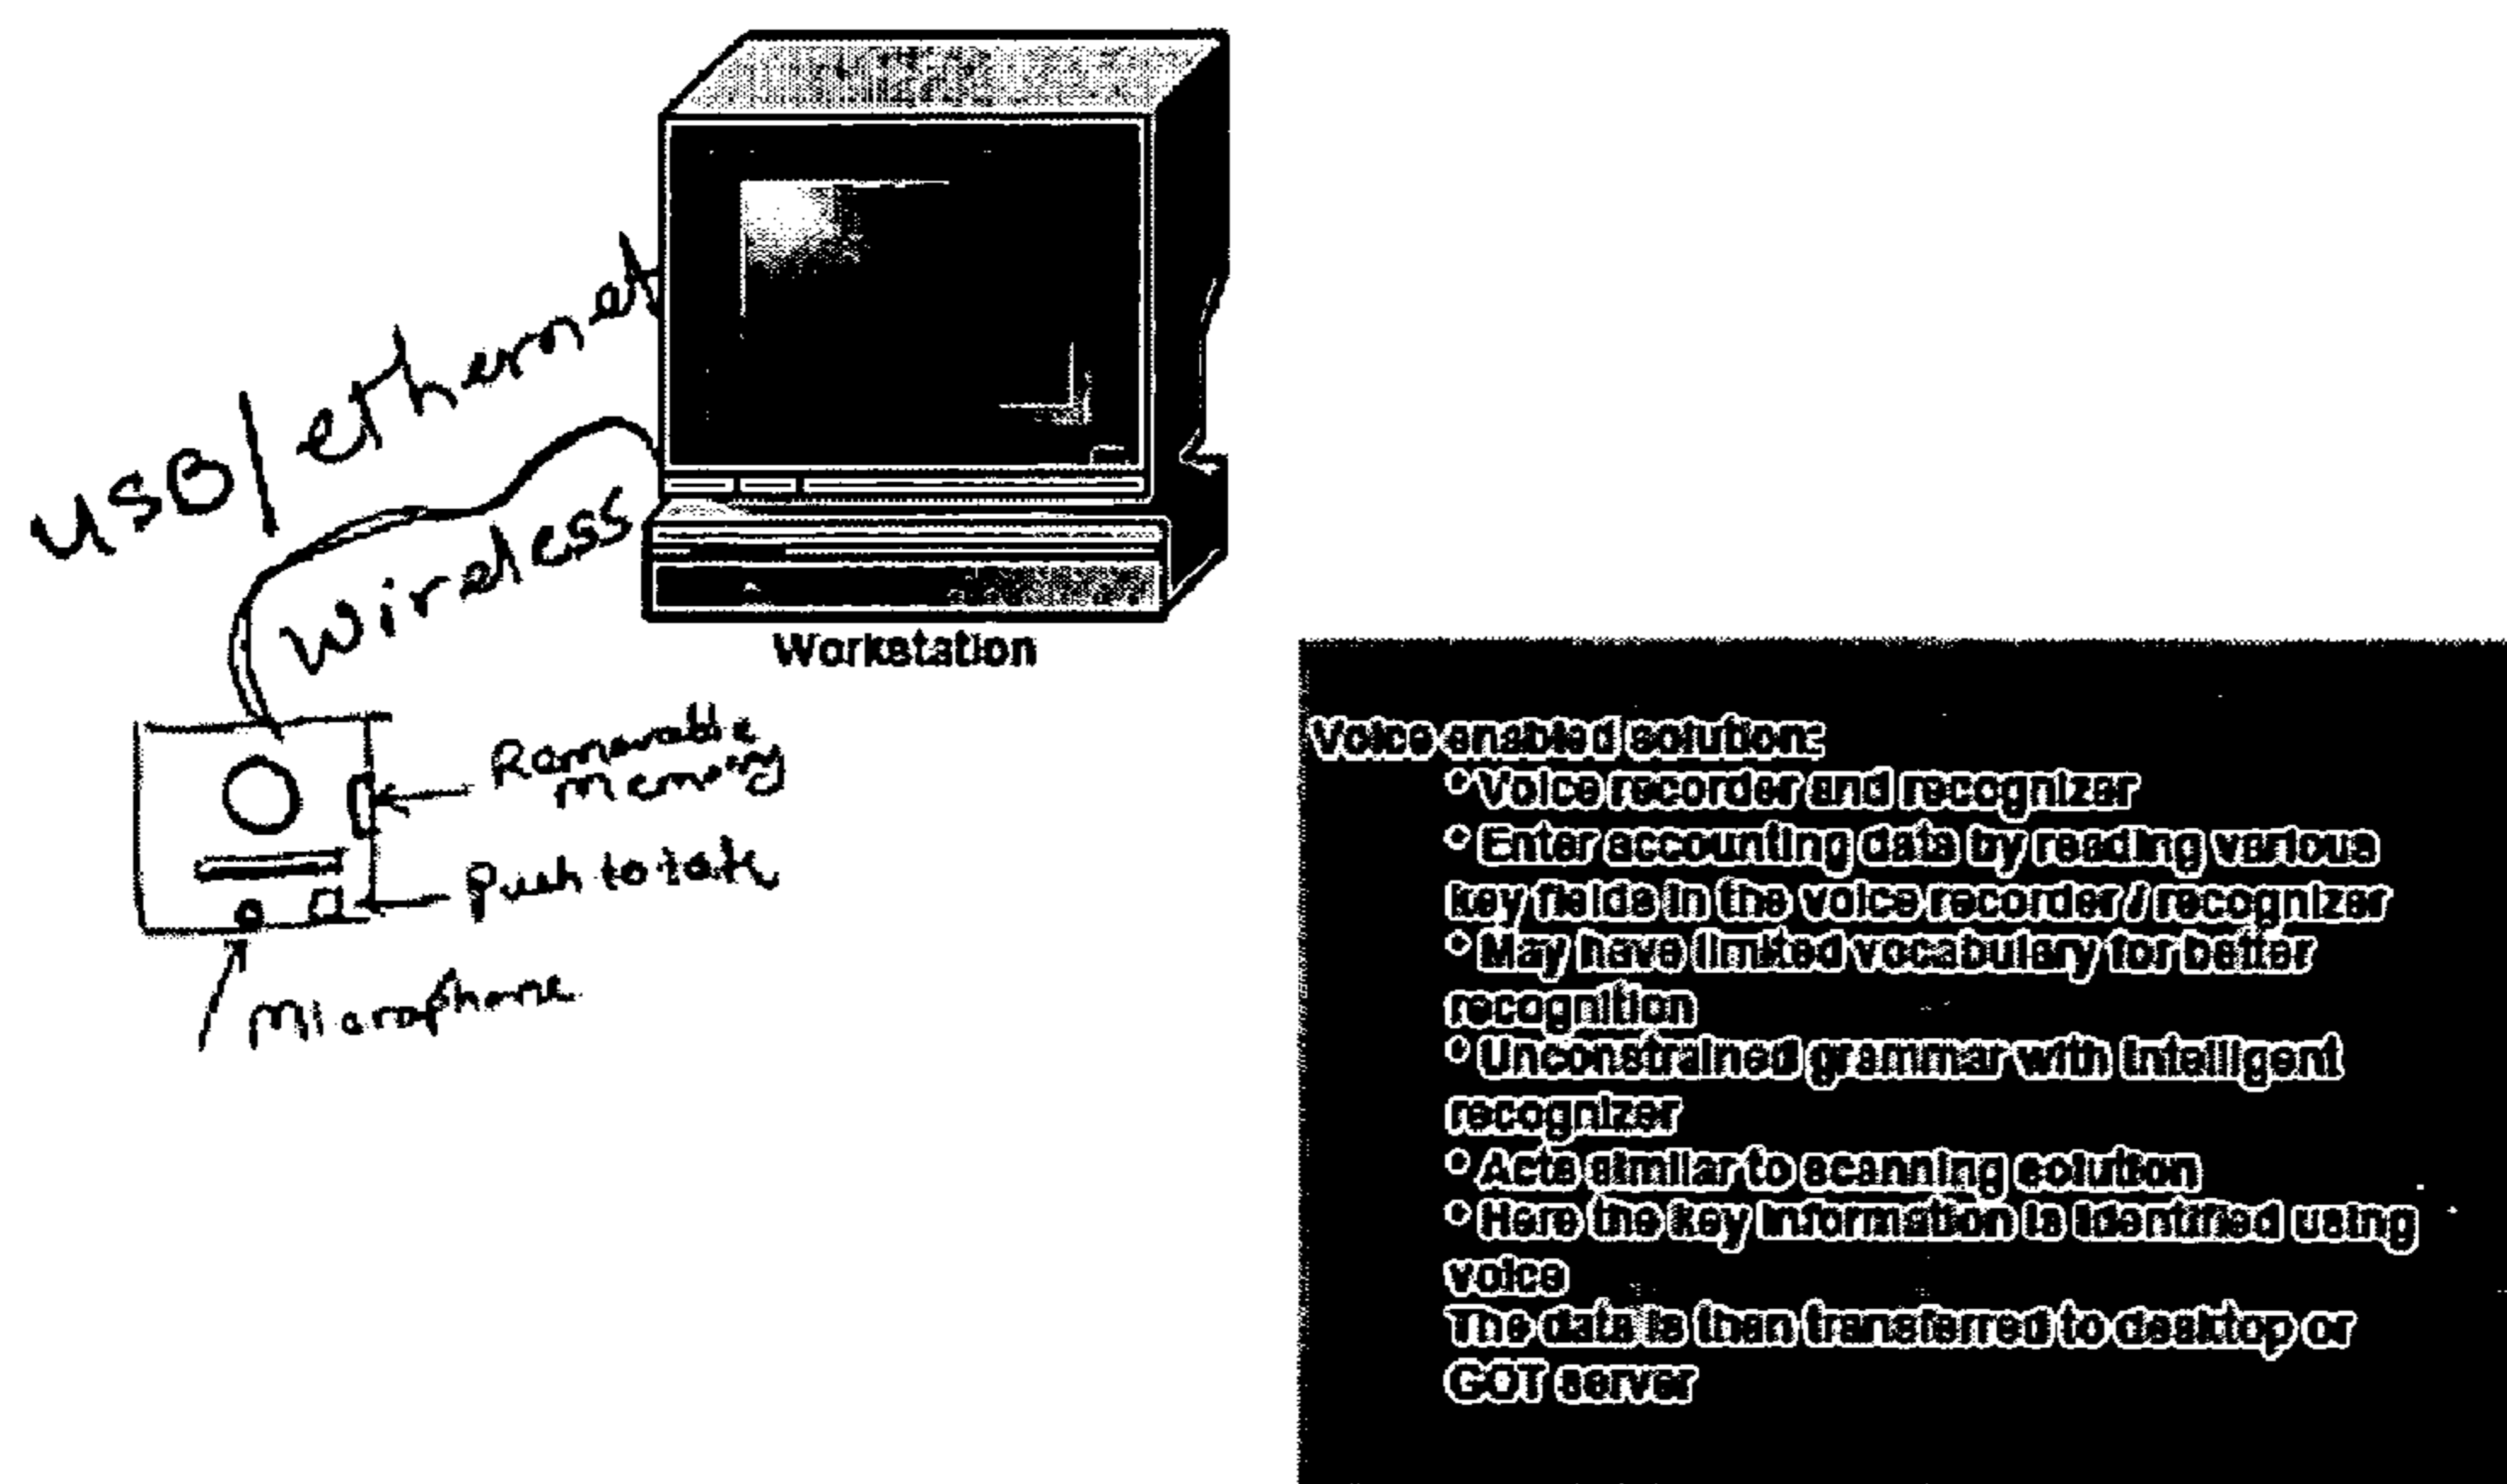 USB/ethernet
Wireless
Workstation
Removable
memory
Push to talk
Microphone
Voice enabled solution:
• Voice recorder and recognizer
• Enter accounting data by reading various
key fields in the voice recorder / recognizer
• May have limited vocabulary for better
recognition
• Unconstrained grammar with intelligent
recognizer
• Acts similar to scanning solution
• Here the key information is identified using
voice
The data is then transferred to desktop or
GOT server